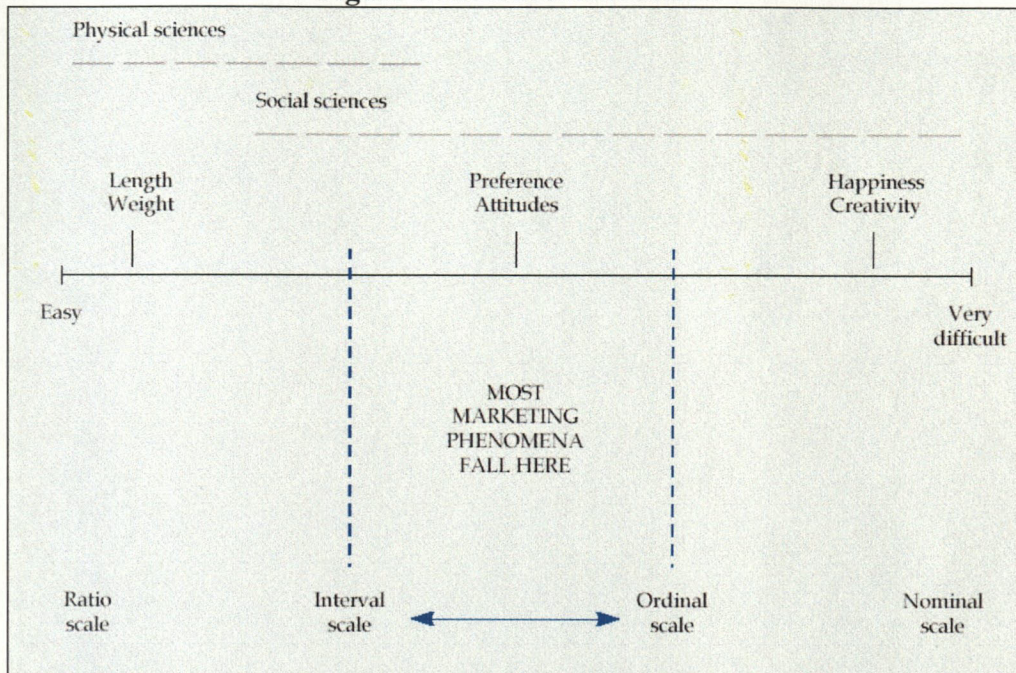 Physical sciences
Social sciences
Length
Weight
Preference
Attitudes
Happiness
Creativity
Easy
Very
difficult
MOST
MARKETING
PHENOMENA
FALL HERE
Ratio
scale
Interval
scale
Ordinal
scale
Nominal
scale